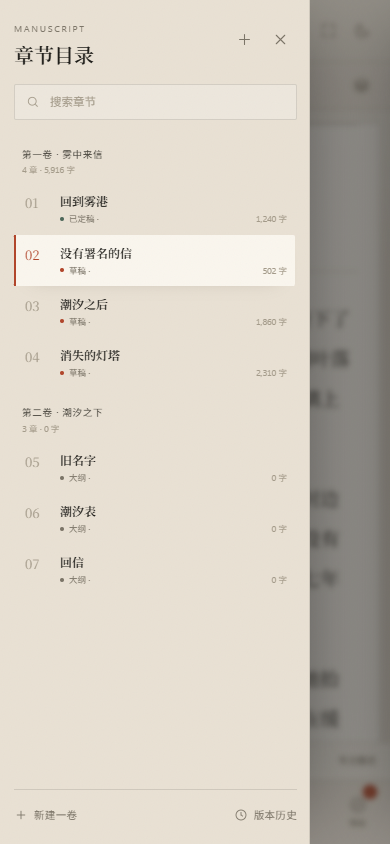 MANUSCRIPT
章节目录
搜索章节
第一卷 · 雾中来信
4 章 · 5,916 字
01 回到雾港
已定稿 · 1,240 字
02 没有署名的信
草稿 · 502 字
03 潮汐之后
草稿 · 1,860 字
04 消失的灯塔
草稿 · 2,310 字
第二卷 · 潮汐之下
3 章 · 0 字
05 旧名字
大纲 · 0 字
06 潮汐表
大纲 · 0 字
07 回信
大纲 · 0 字
新建一卷 版本历史